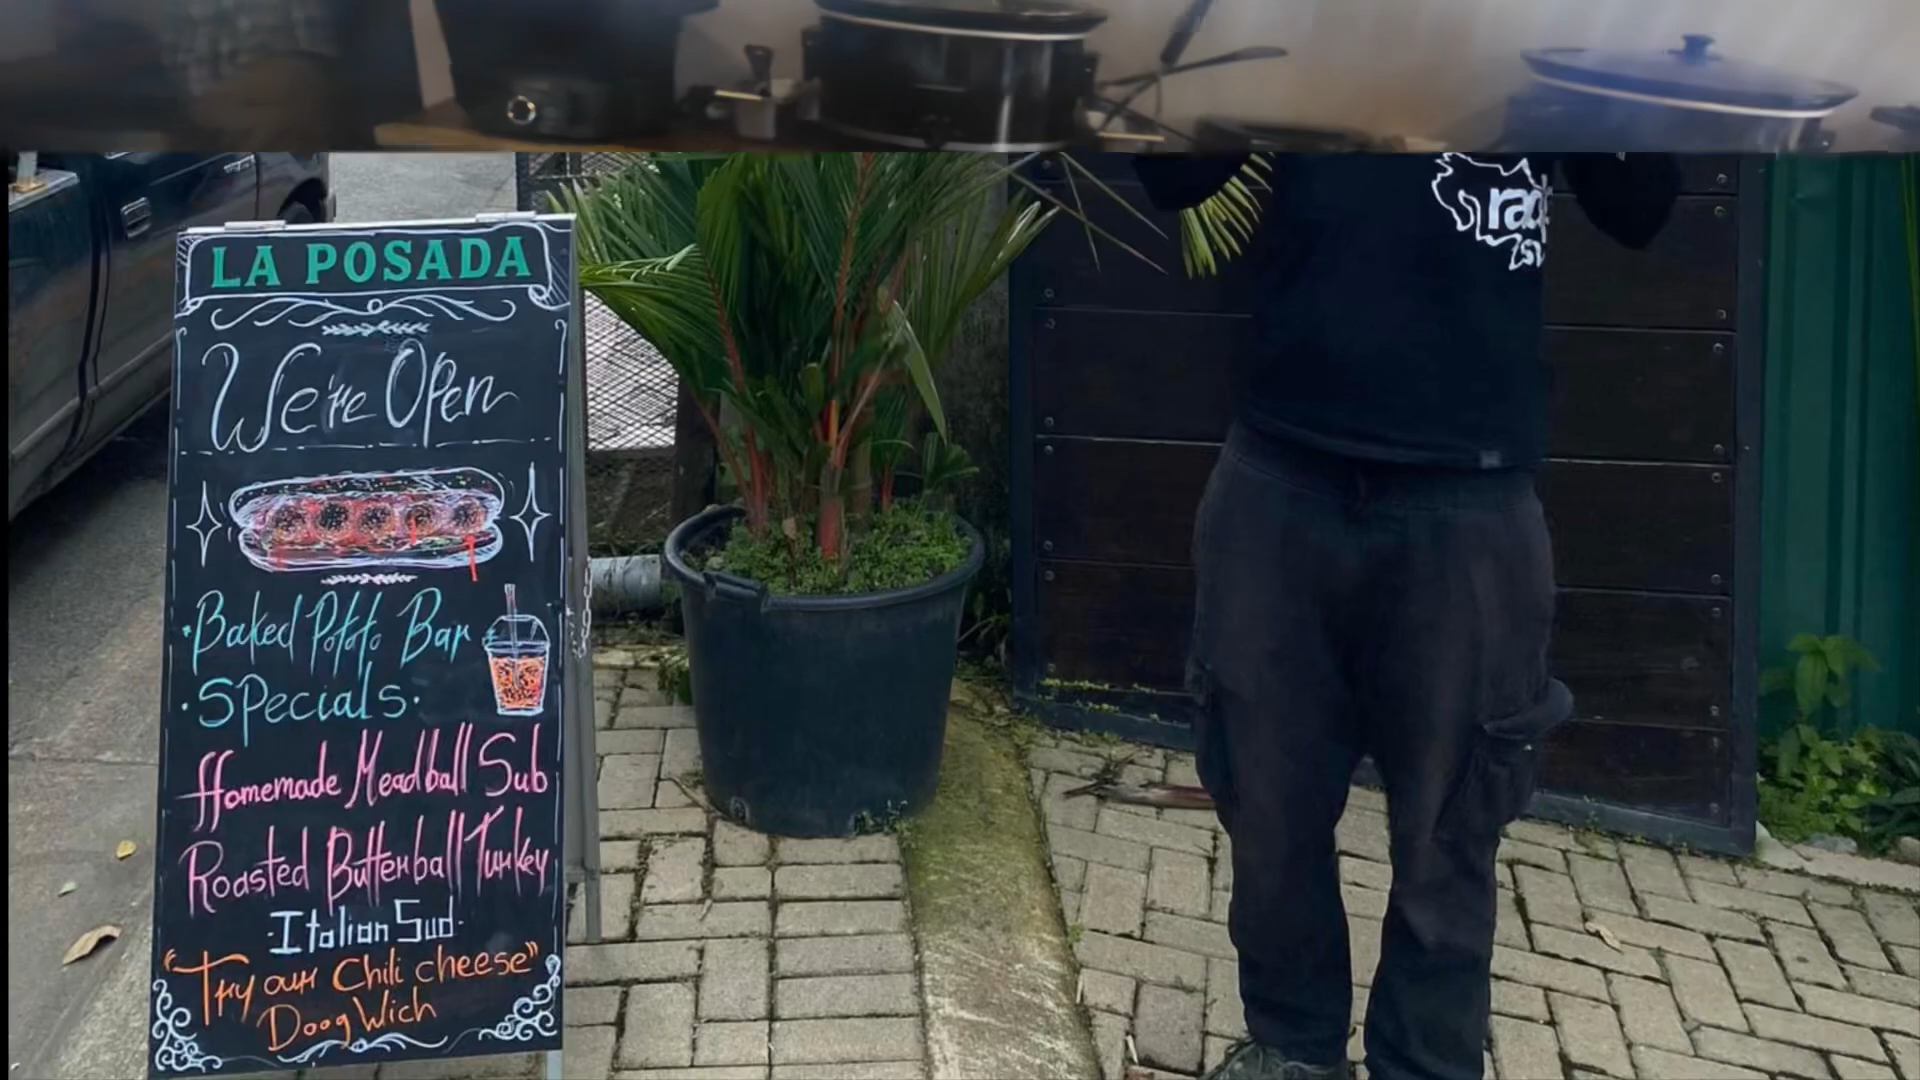 LA POSADA
We're Open
Baked Pototo Bar
Specials.
Homemade Meadball Sub
Roasted Butterball Turkey
Italian Sud
"Try our Chili cheese"
Doog Wich